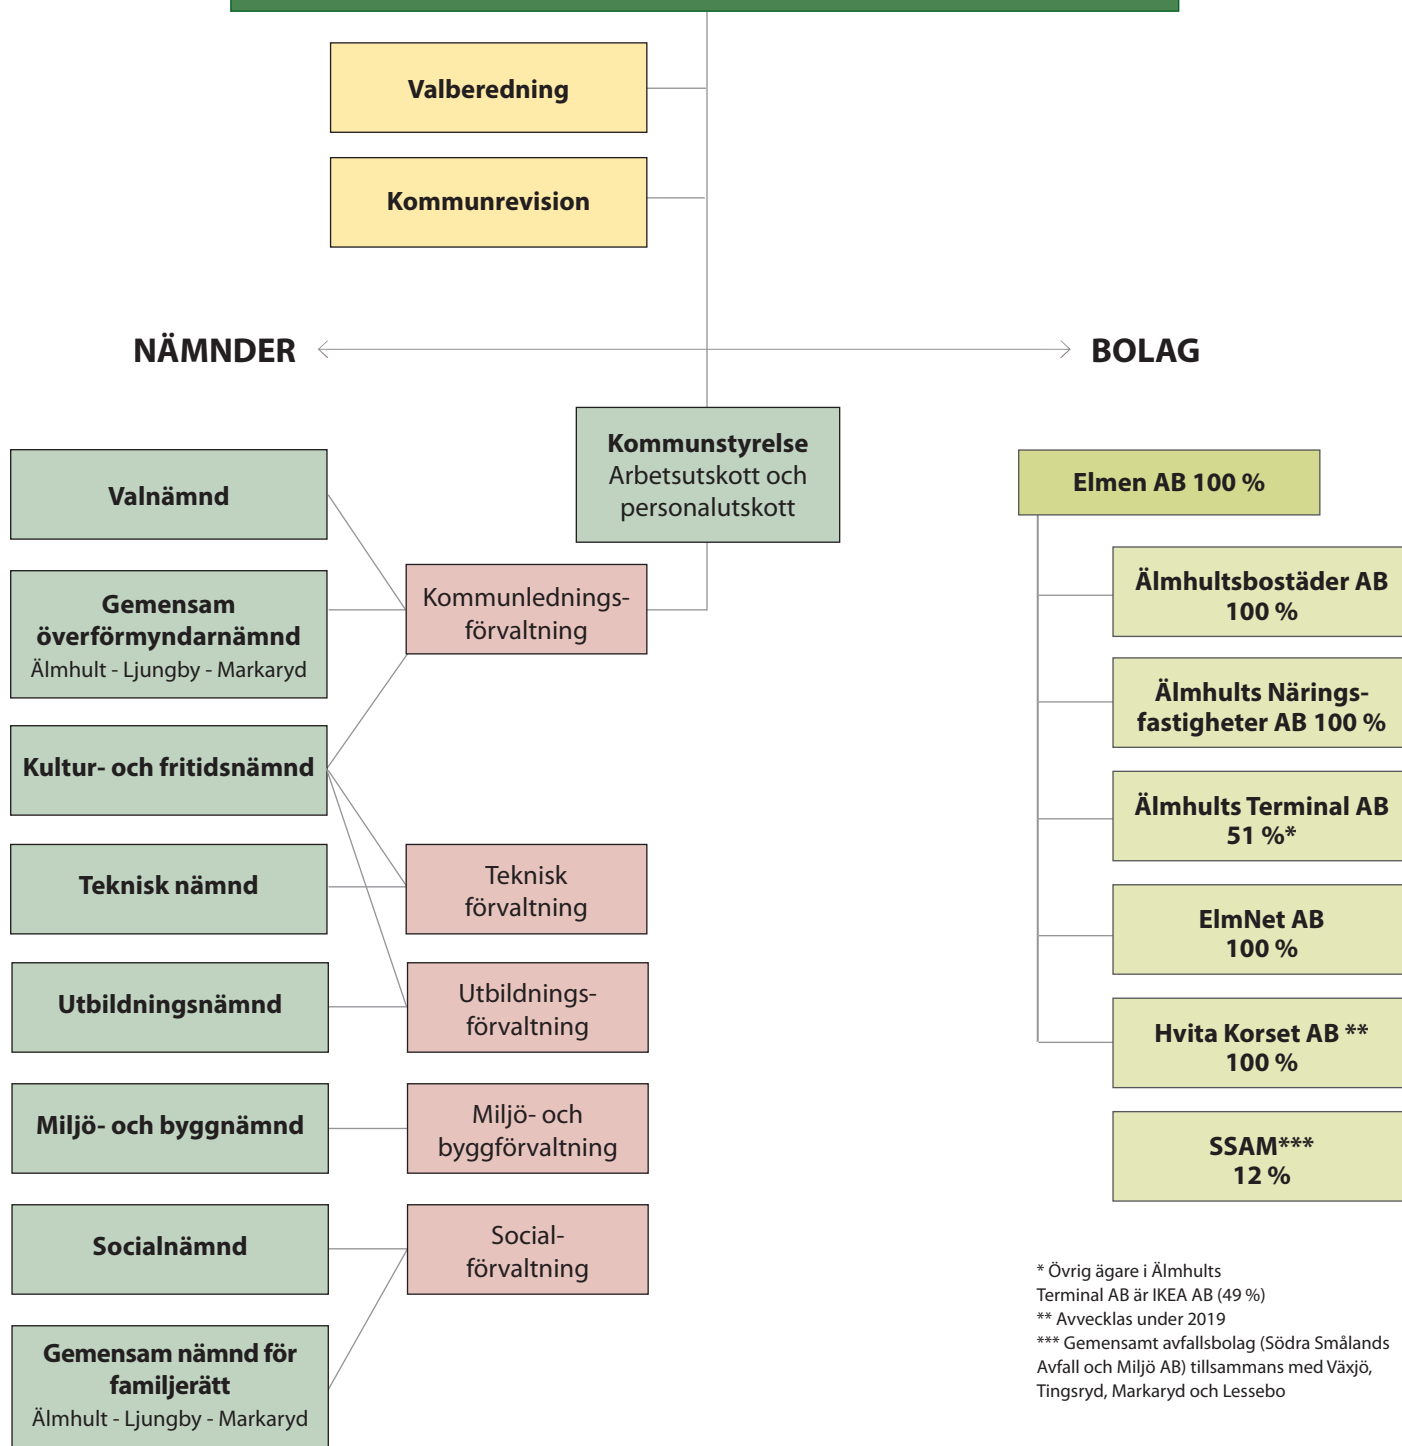 Valberedning
Kommunrevision
NÄMNDER
BOLAG
Kommunstyrelse
Arbetsutskott och
personalutskott
Valnämnd
Gemensam
överförmyndarnämnd
Älmhult - Ljungby - Markaryd
Kultur- och fritidsnämnd
Teknisk nämnd
Utbildningsnämnd
Miljö- och byggnämnd
Socialnämnd
Gemensam nämnd för
familjerätt
Älmhult - Ljungby - Markaryd
Kommunlednings-
förvaltning
Teknisk
förvaltning
Utbildnings-
förvaltning
Miljö- och
byggförvaltning
Social-
förvaltning
Elmen AB 100 %
Älmhultsbostäder AB
100 %
Älmhults Närings-
fastigheter AB 100 %
Älmhults Terminal AB
51 %*
ElmNet AB
100 %
Hvita Korset AB **
100 %
SSAM***
12 %
* Övrig ägare i Älmhults
Terminal AB är IKEA AB (49 %)
** Avvecklas under 2019
*** Gemensamt avfallsbolag (Södra Smålands
Avfall och Miljö AB) tillsammans med Växjö,
Tingsryd, Markaryd och Lessebo